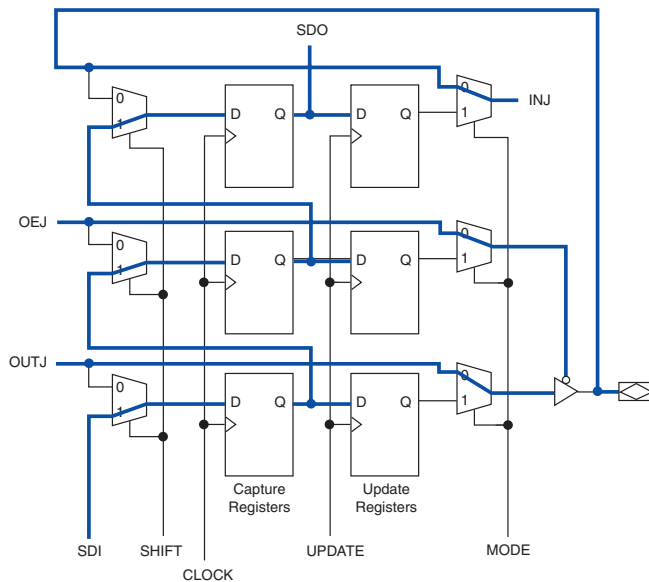 SDO
0
1
D Q
D Q
0
1
INJ
OEJ
0
1
D Q
D Q
0
1
OUTJ
0
1
D Q
D Q
0
1
Capture
Registers
Update
Registers
SDI
SHIFT
CLOCK
UPDATE
MODE